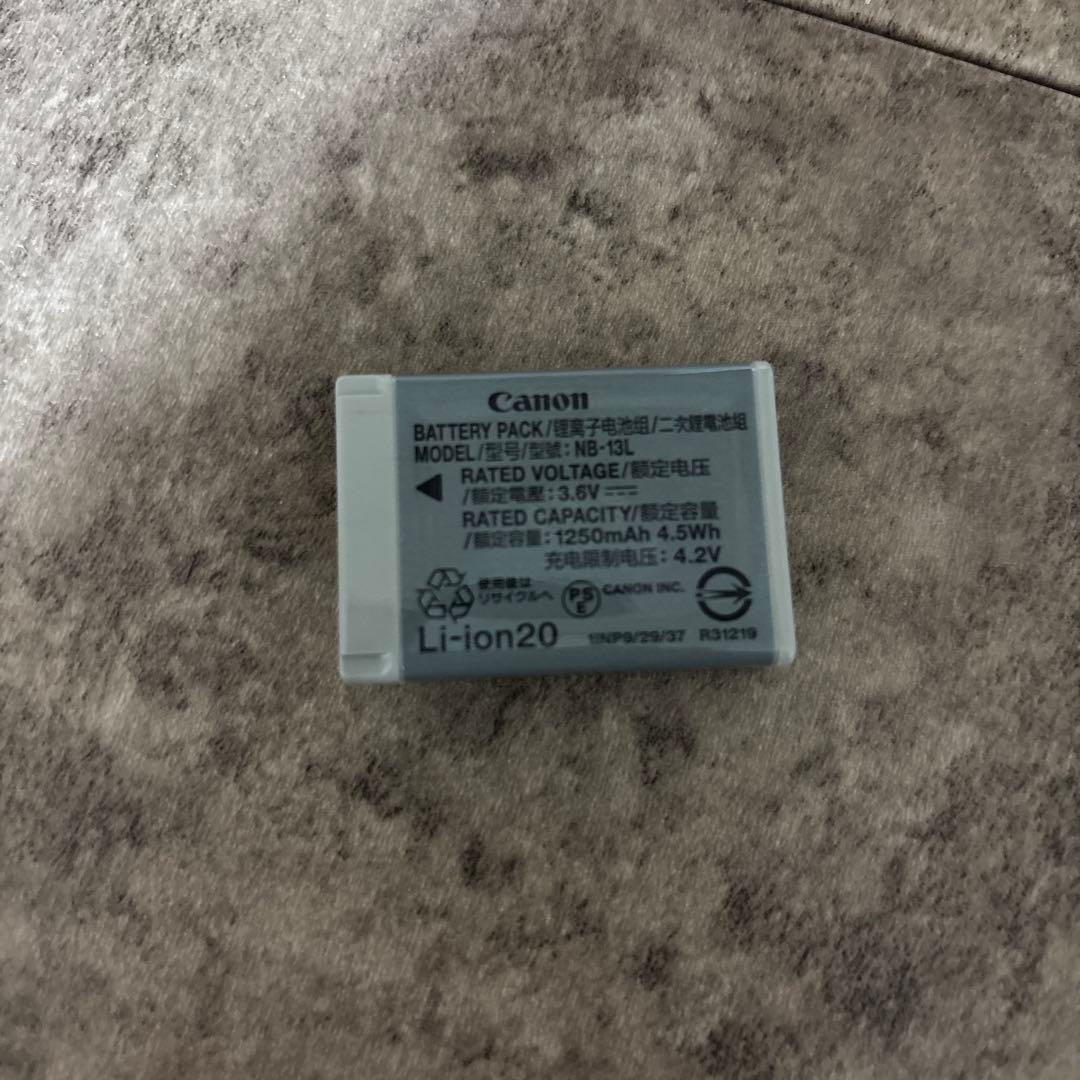 Canon
BATTERY PACK/锂离子电池组/二次鋰電池組
MODEL/型号/型號: NB-13L
RATED VOLTAGE/额定电压
/額定電壓: 3.6V
RATED CAPACITY/额定容量
/額定容量: 1250mAh 4.5Wh
充电限制电压: 4.2V
使用後は
リサイクルへ
PS
E
CANON INC.
Li-ion20
1INP9/29/37 R31219